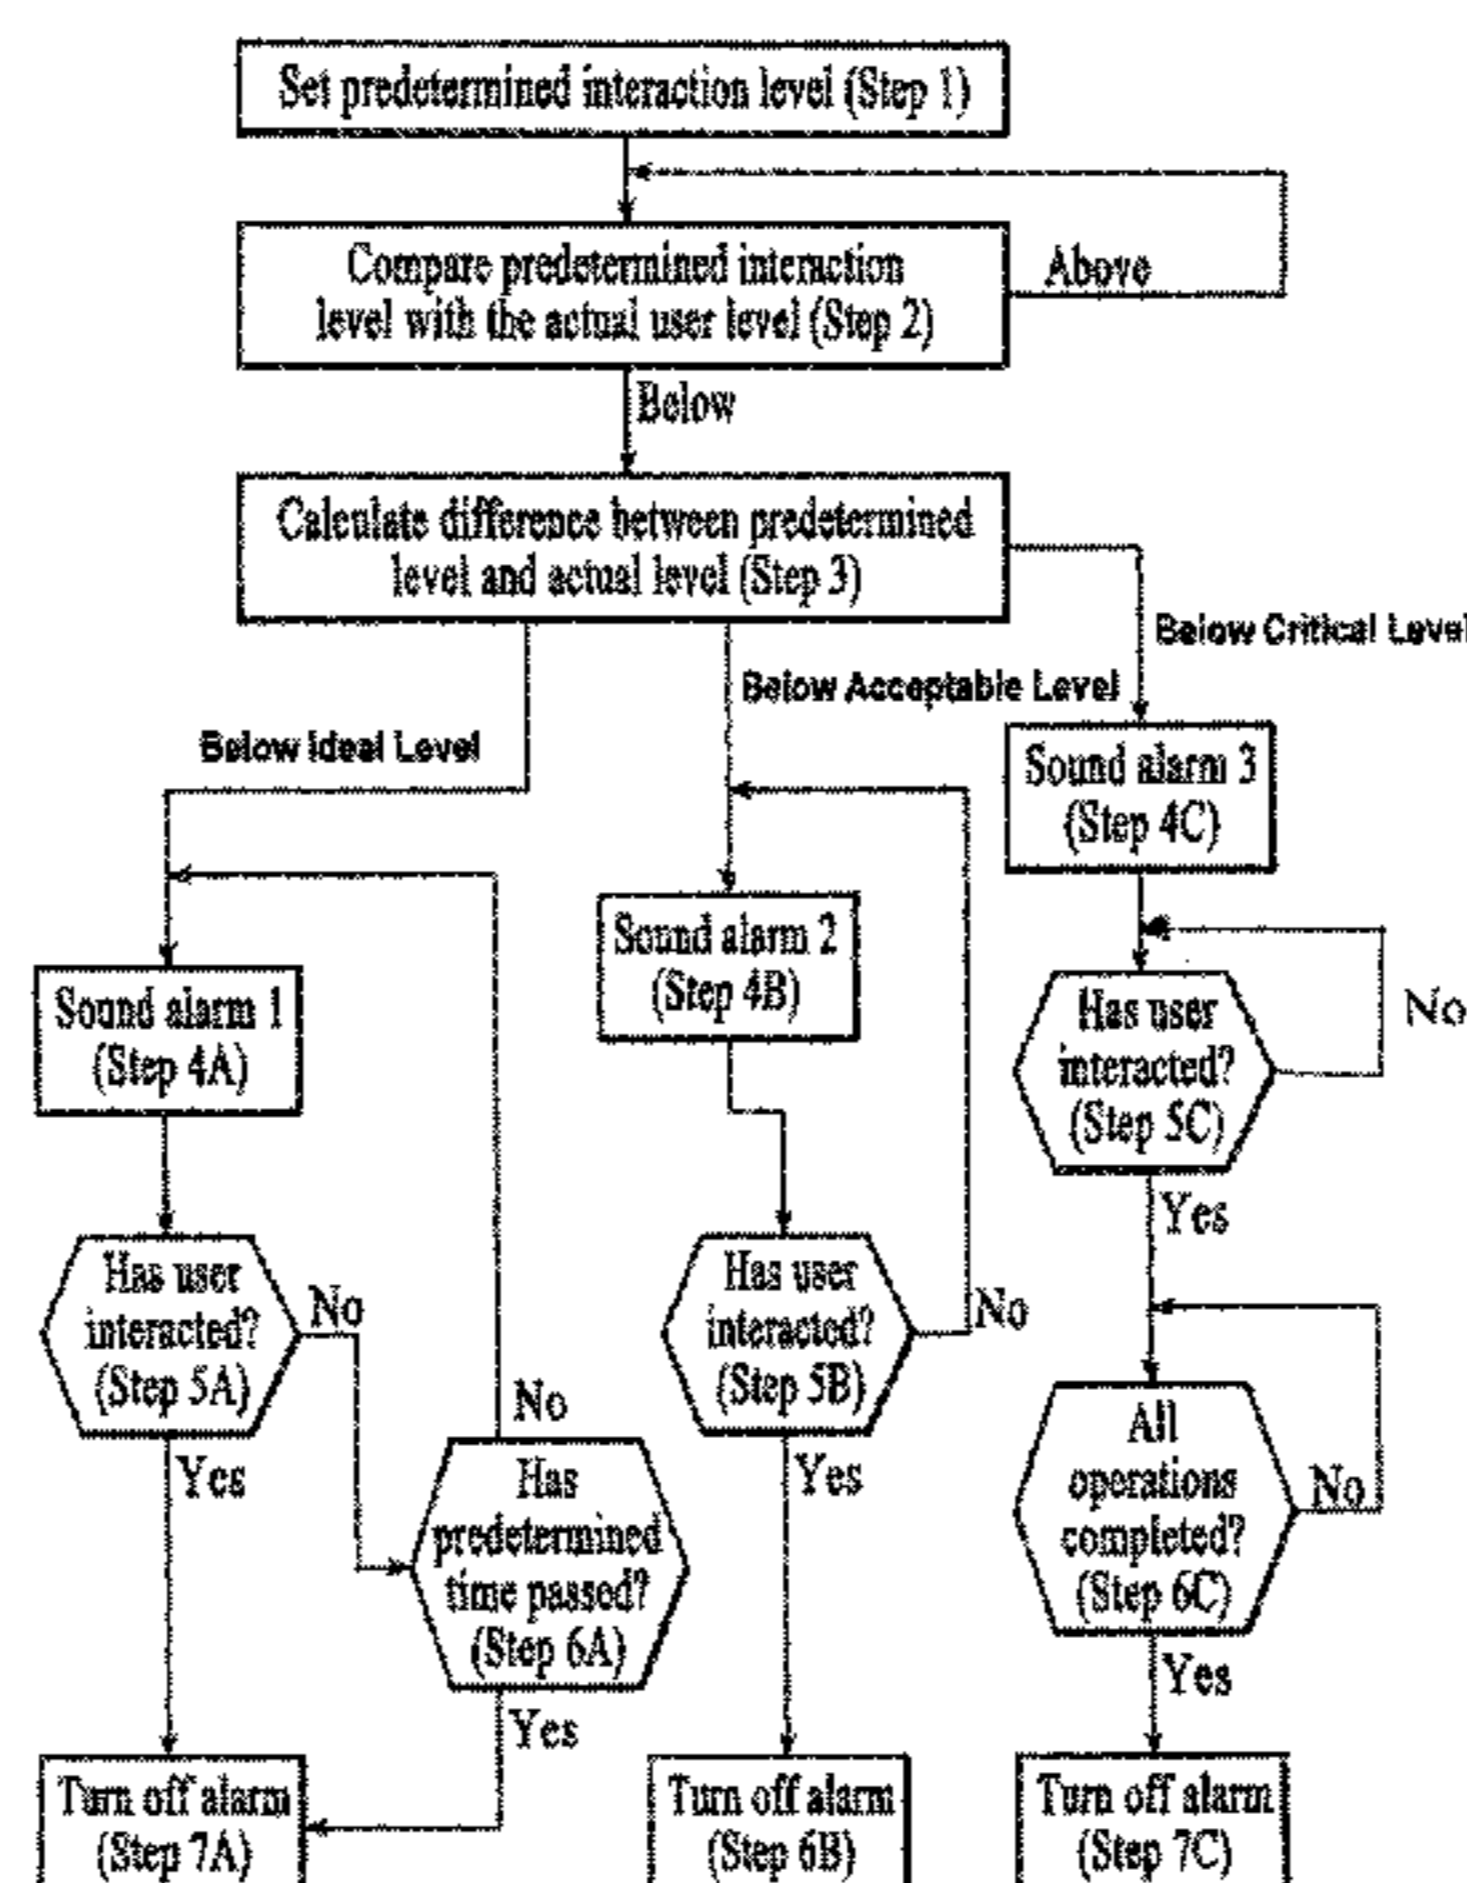 Set predetermined interaction level (Step 1)
Compare predetermined interaction
level with the actual user level (Step 2)
Above
Below
Calculate difference between predetermined
level and actual level (Step 3)
Below Critical Level
Below Acceptable Level
Below Ideal Level
Sound alarm 3
(Step 4C)
Sound alarm 2
(Step 4B)
Sound alarm 1
(Step 4A)
Has user
interacted?
(Step 5C)
No
Yes
Has user
interacted?
(Step 5A)
No
Yes
Has user
interacted?
(Step 5B)
No
Yes
No
Has
predetermined
time passed?
(Step 6A)
Yes
All
operations
completed?
(Step 6C)
No
Yes
Turn off alarm
(Step 7A)
Turn off alarm
(Step 6B)
Turn off alarm
(Step 7C)